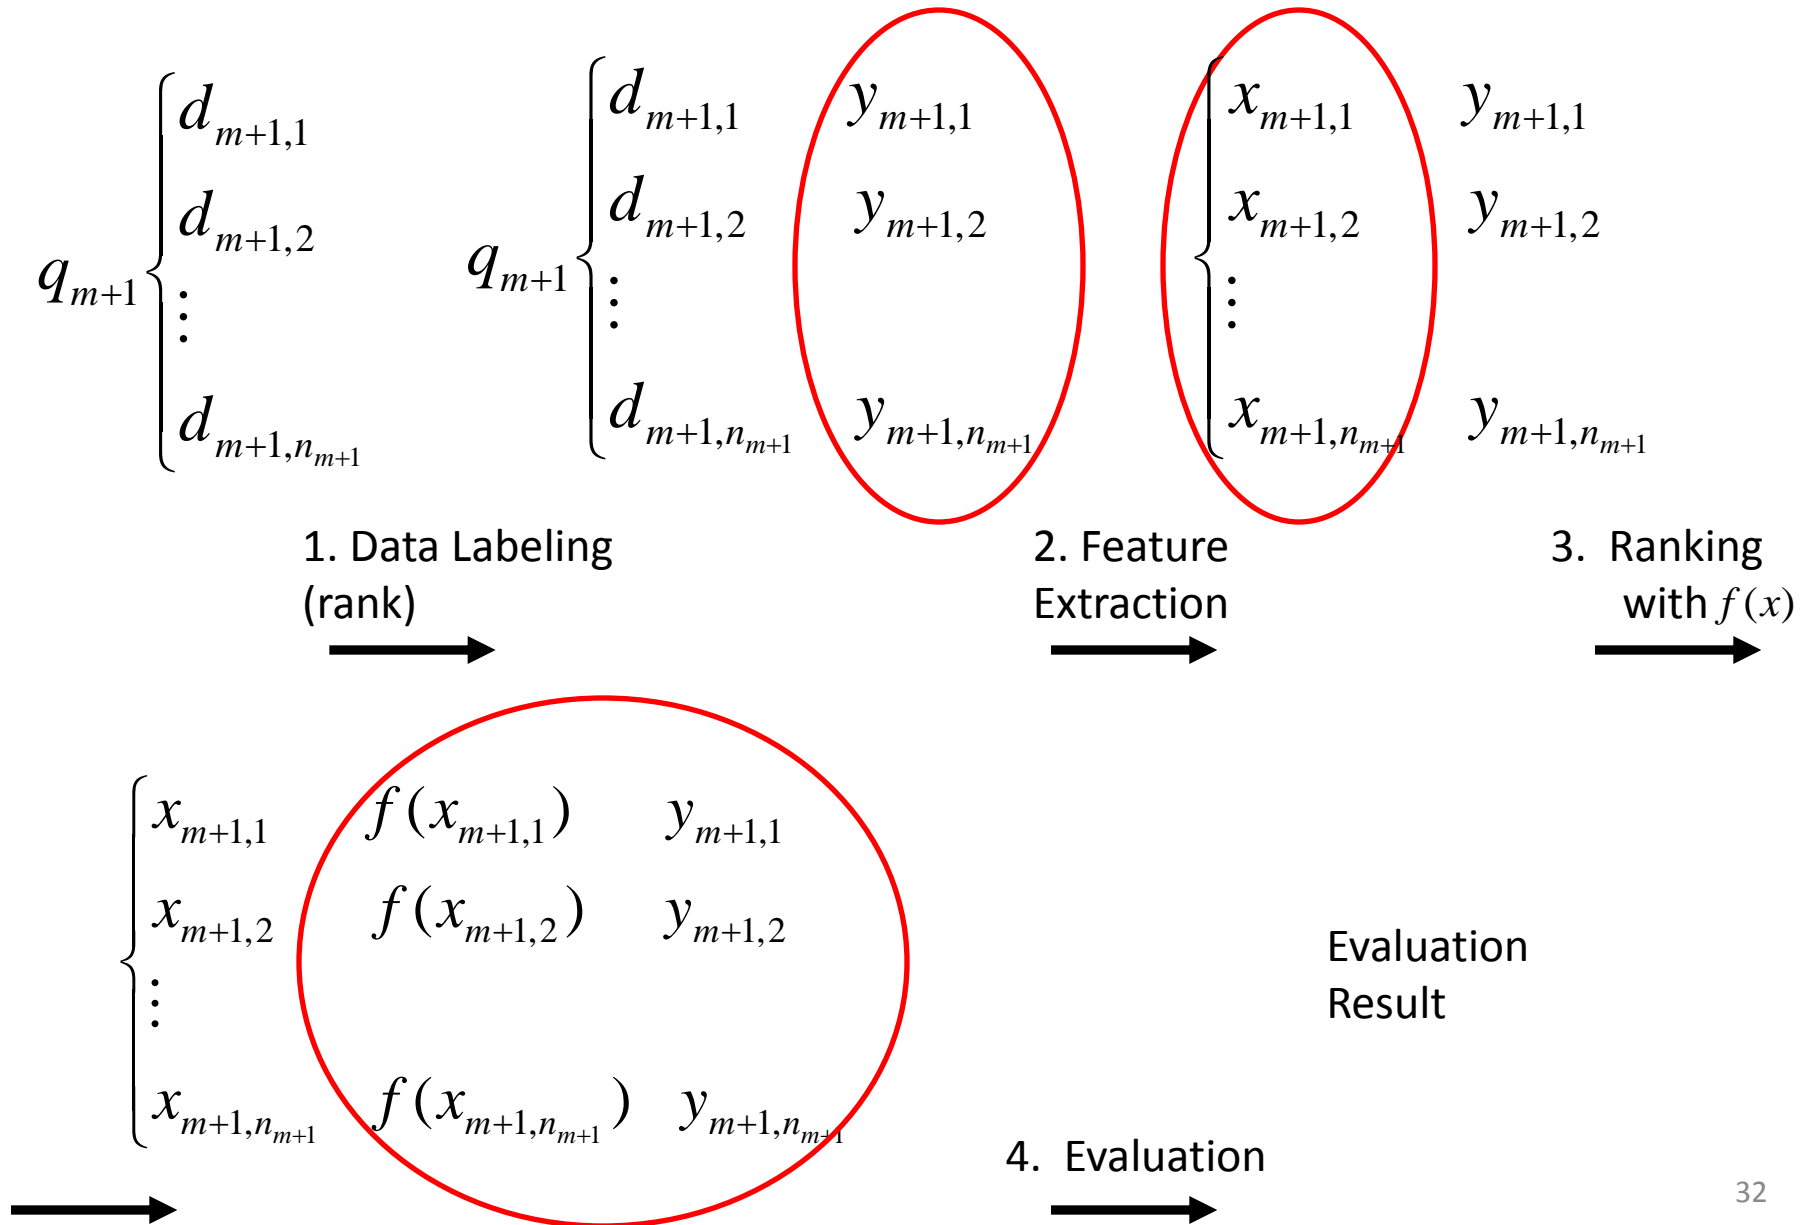 q_{m+1} { d_{m+1,1}
d_{m+1,2}
⋮
d_{m+1,n_{m+1}}
q_{m+1} { d_{m+1,1} y_{m+1,1}
d_{m+1,2} y_{m+1,2}
⋮
d_{m+1,n_{m+1}} y_{m+1,n_{m+1}}
{ x_{m+1,1} y_{m+1,1}
x_{m+1,2} y_{m+1,2}
⋮
x_{m+1,n_{m+1}} y_{m+1,n_{m+1}}
1. Data Labeling
(rank)
2. Feature
Extraction
3. Ranking
with f(x)
{ x_{m+1,1} f(x_{m+1,1}) y_{m+1,1}
x_{m+1,2} f(x_{m+1,2}) y_{m+1,2}
⋮
x_{m+1,n_{m+1}} f(x_{m+1,n_{m+1}}) y_{m+1,n_{m+1}}
4. Evaluation
Evaluation
Result
32